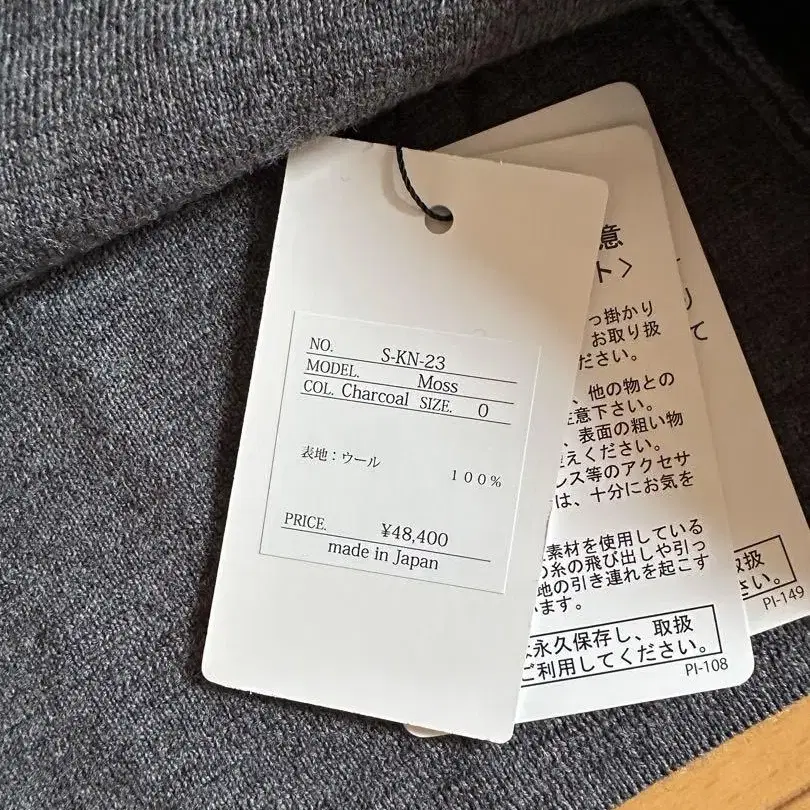 NO. S-KN-23
MODEL. Moss
COL. Charcoal SIZE. 0
表地：ウール
１００％
PRICE. ¥48,400
made in Japan
意
ト〉
っ掛かり
お取り扱
ださい。
、他の物との
注意下さい。
、表面の粗い物
控えください。
レス等のアクセサ
は、十分にお気を
素材を使用している
の糸の飛び出しや引っ
地の引き連れを起こす
います。
永久保存し、取扱
ご利用してください。
PI-108
り
て
取扱
さい。
PI-149